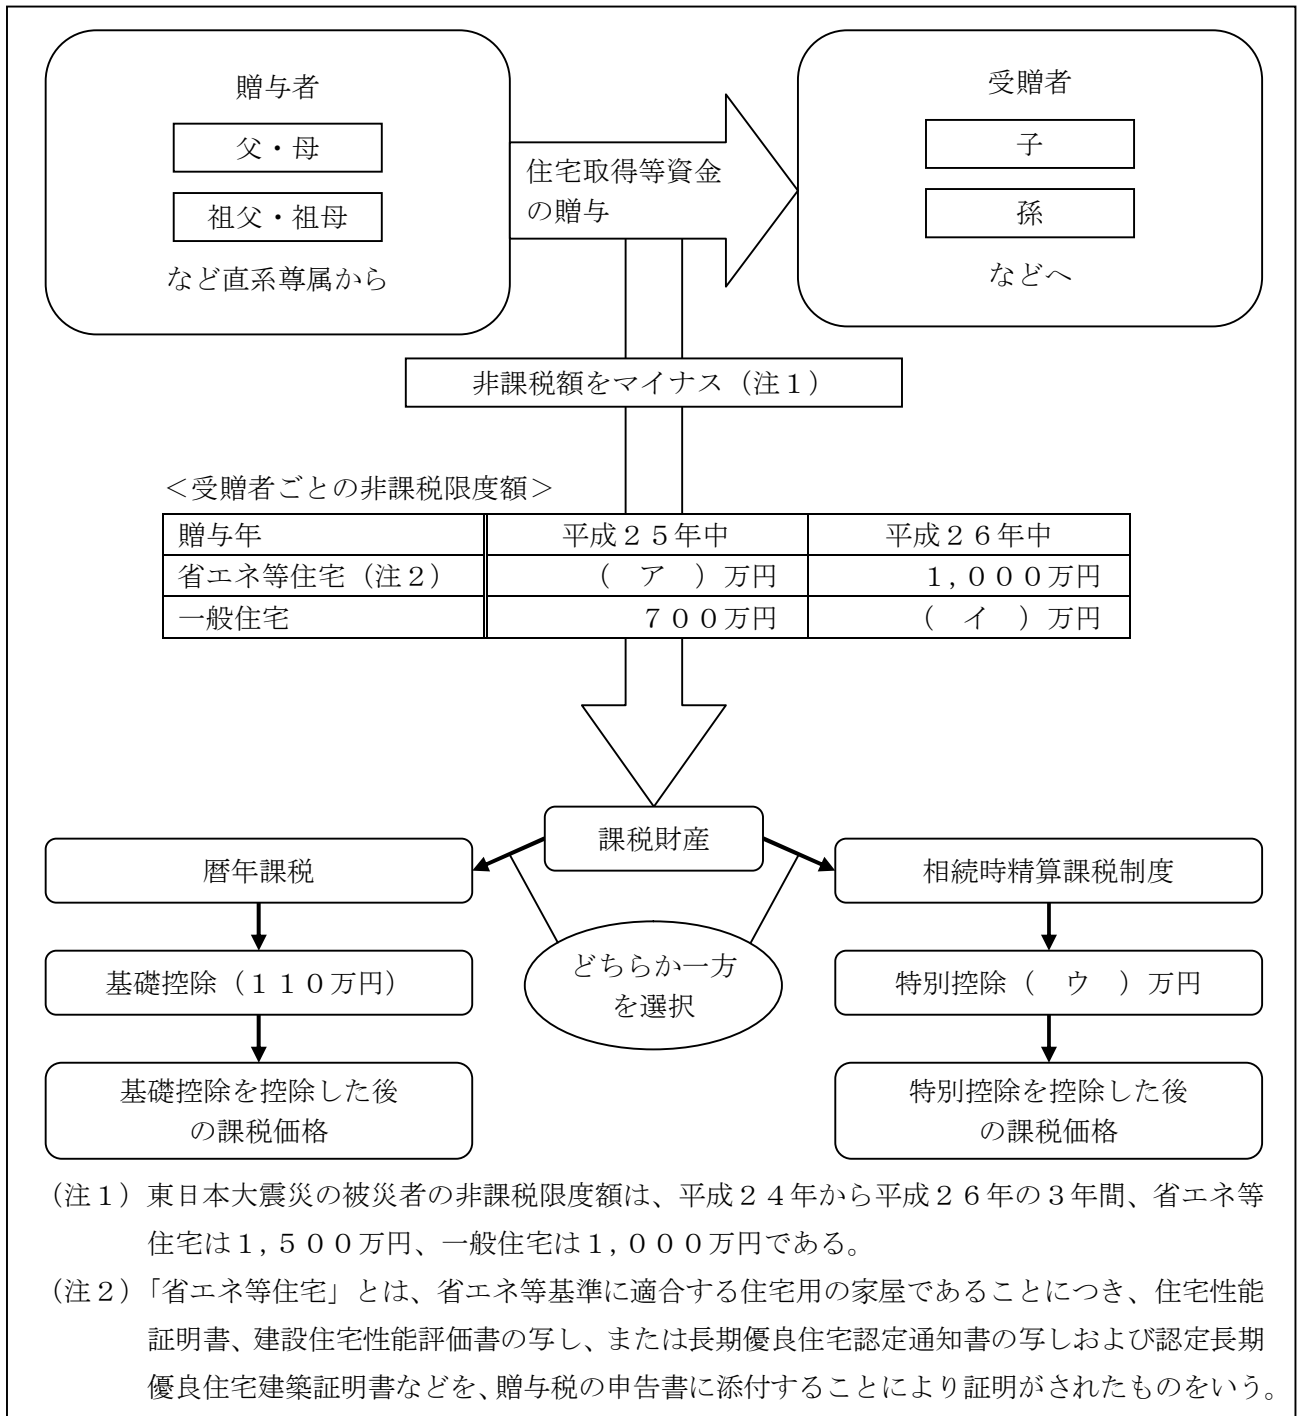 贈与者
父・母
祖父・祖母
など直系尊属から
住宅取得等資金
の贈与
受贈者
子
孫
などへ
非課税額をマイナス（注１）
＜受贈者ごとの非課税限度額＞
贈与年 平成２５年中 平成２６年中
省エネ等住宅（注２） （　ア　）万円 １,０００万円
一般住宅 ７００万円 （　イ　）万円
課税財産
暦年課税
相続時精算課税制度
どちらか一方
を選択
基礎控除（１１０万円）
特別控除（　ウ　）万円
基礎控除を控除した後
の課税価格
特別控除を控除した後
の課税価格
（注１）東日本大震災の被災者の非課税限度額は、平成２４年から平成２６年の３年間、省エネ等
住宅は１,５００万円、一般住宅は１,０００万円である。
（注２）「省エネ等住宅」とは、省エネ等基準に適合する住宅用の家屋であることにつき、住宅性能
証明書、建設住宅性能評価書の写し、または長期優良住宅認定通知書の写しおよび認定長期
優良住宅建築証明書などを、贈与税の申告書に添付することにより証明がされたものをいう。